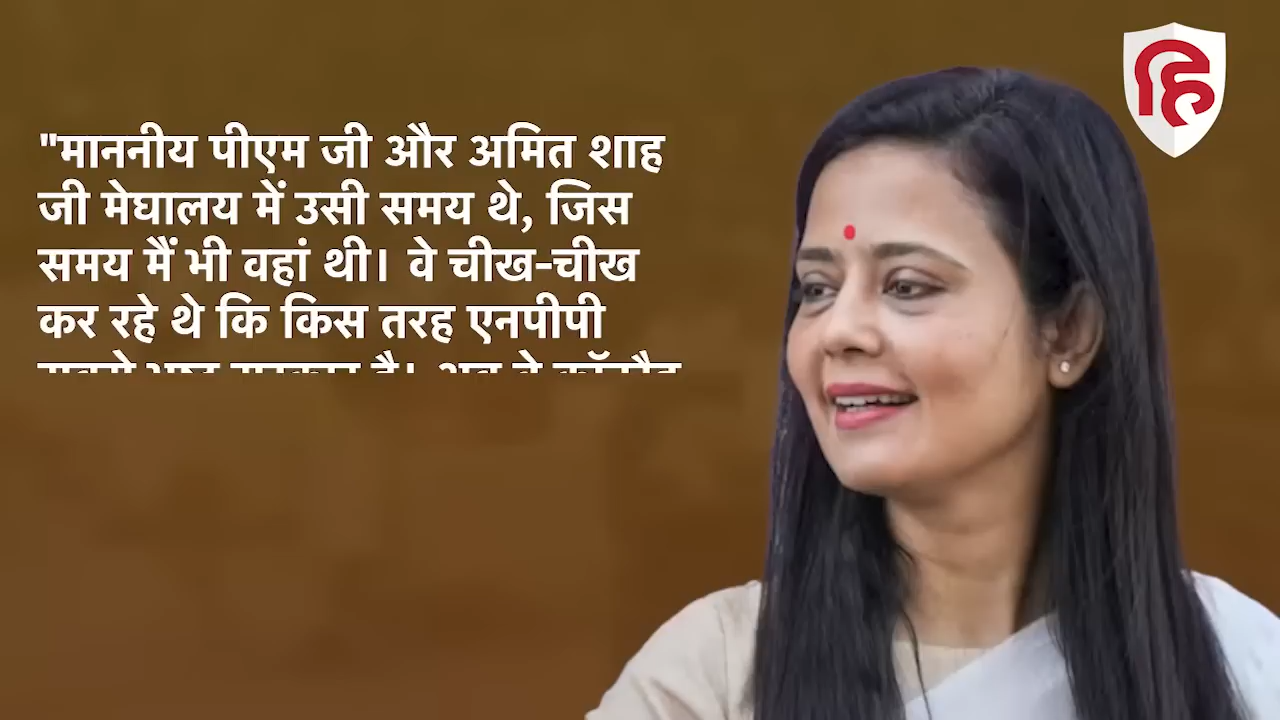 "माननीय पीएम जी और अमित शाह
जी मेघालय में उसी समय थे, जिस
समय मैं भी वहां थी। वे चीख-चीख
कर रहे थे कि किस तरह एनपीपी
हि